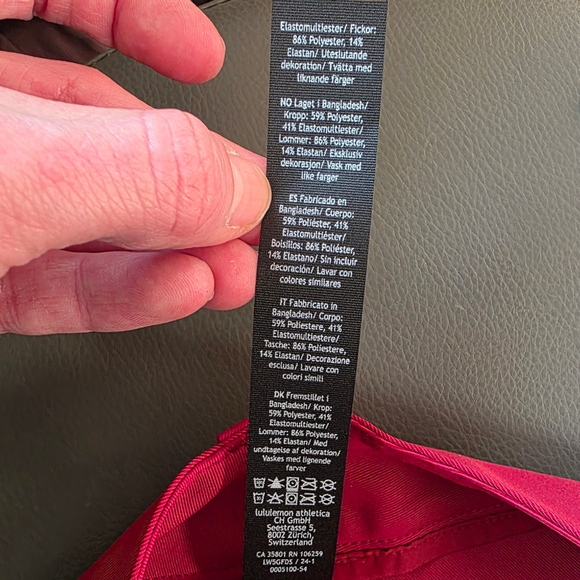 Elastomultiester/ Fickor:
86% Polyester, 14%
Elastan/ Uteslutande
dekoration/ Tvätta med
liknande färger
NO Laget i Bangladesh/
Kropp: 59% Polyester,
41% Elastomultiester/
Lommer: 86% Polyester,
14% Elastan/ Eksklusiv
dekorasjon/ Vask med
like farger
ES Fabricado en
Bangladesh/ Cuerpo:
59% Poliéster, 41%
Elastomultiéster/
Bolsillos: 86% Poliéster,
14% Elastano/ Sin incluir
decoración/ Lavar con
colores similares
IT Fabbricato in
Bangladesh/ Corpo:
59% Poliestere, 41%
Elastomultiestere/
Tasche: 86% Poliestere,
14% Elastan/ Decorazione
esclusa/ Lavare con
colori simili
DK Fremstillet i
Bangladesh/ Krop:
59% Polyester, 41%
Elastomultiester/
Lommer: 86% Polyester,
14% Elastan/ Med
undtagelse af dekoration/
Vaskes med lignende
farver
lululemon athletica
CH GmbH
Seestrasse 5,
8002 Zürich,
Switzerland
CA 35801 RN 106259
LW5GFDS / 24-1
0005100-54